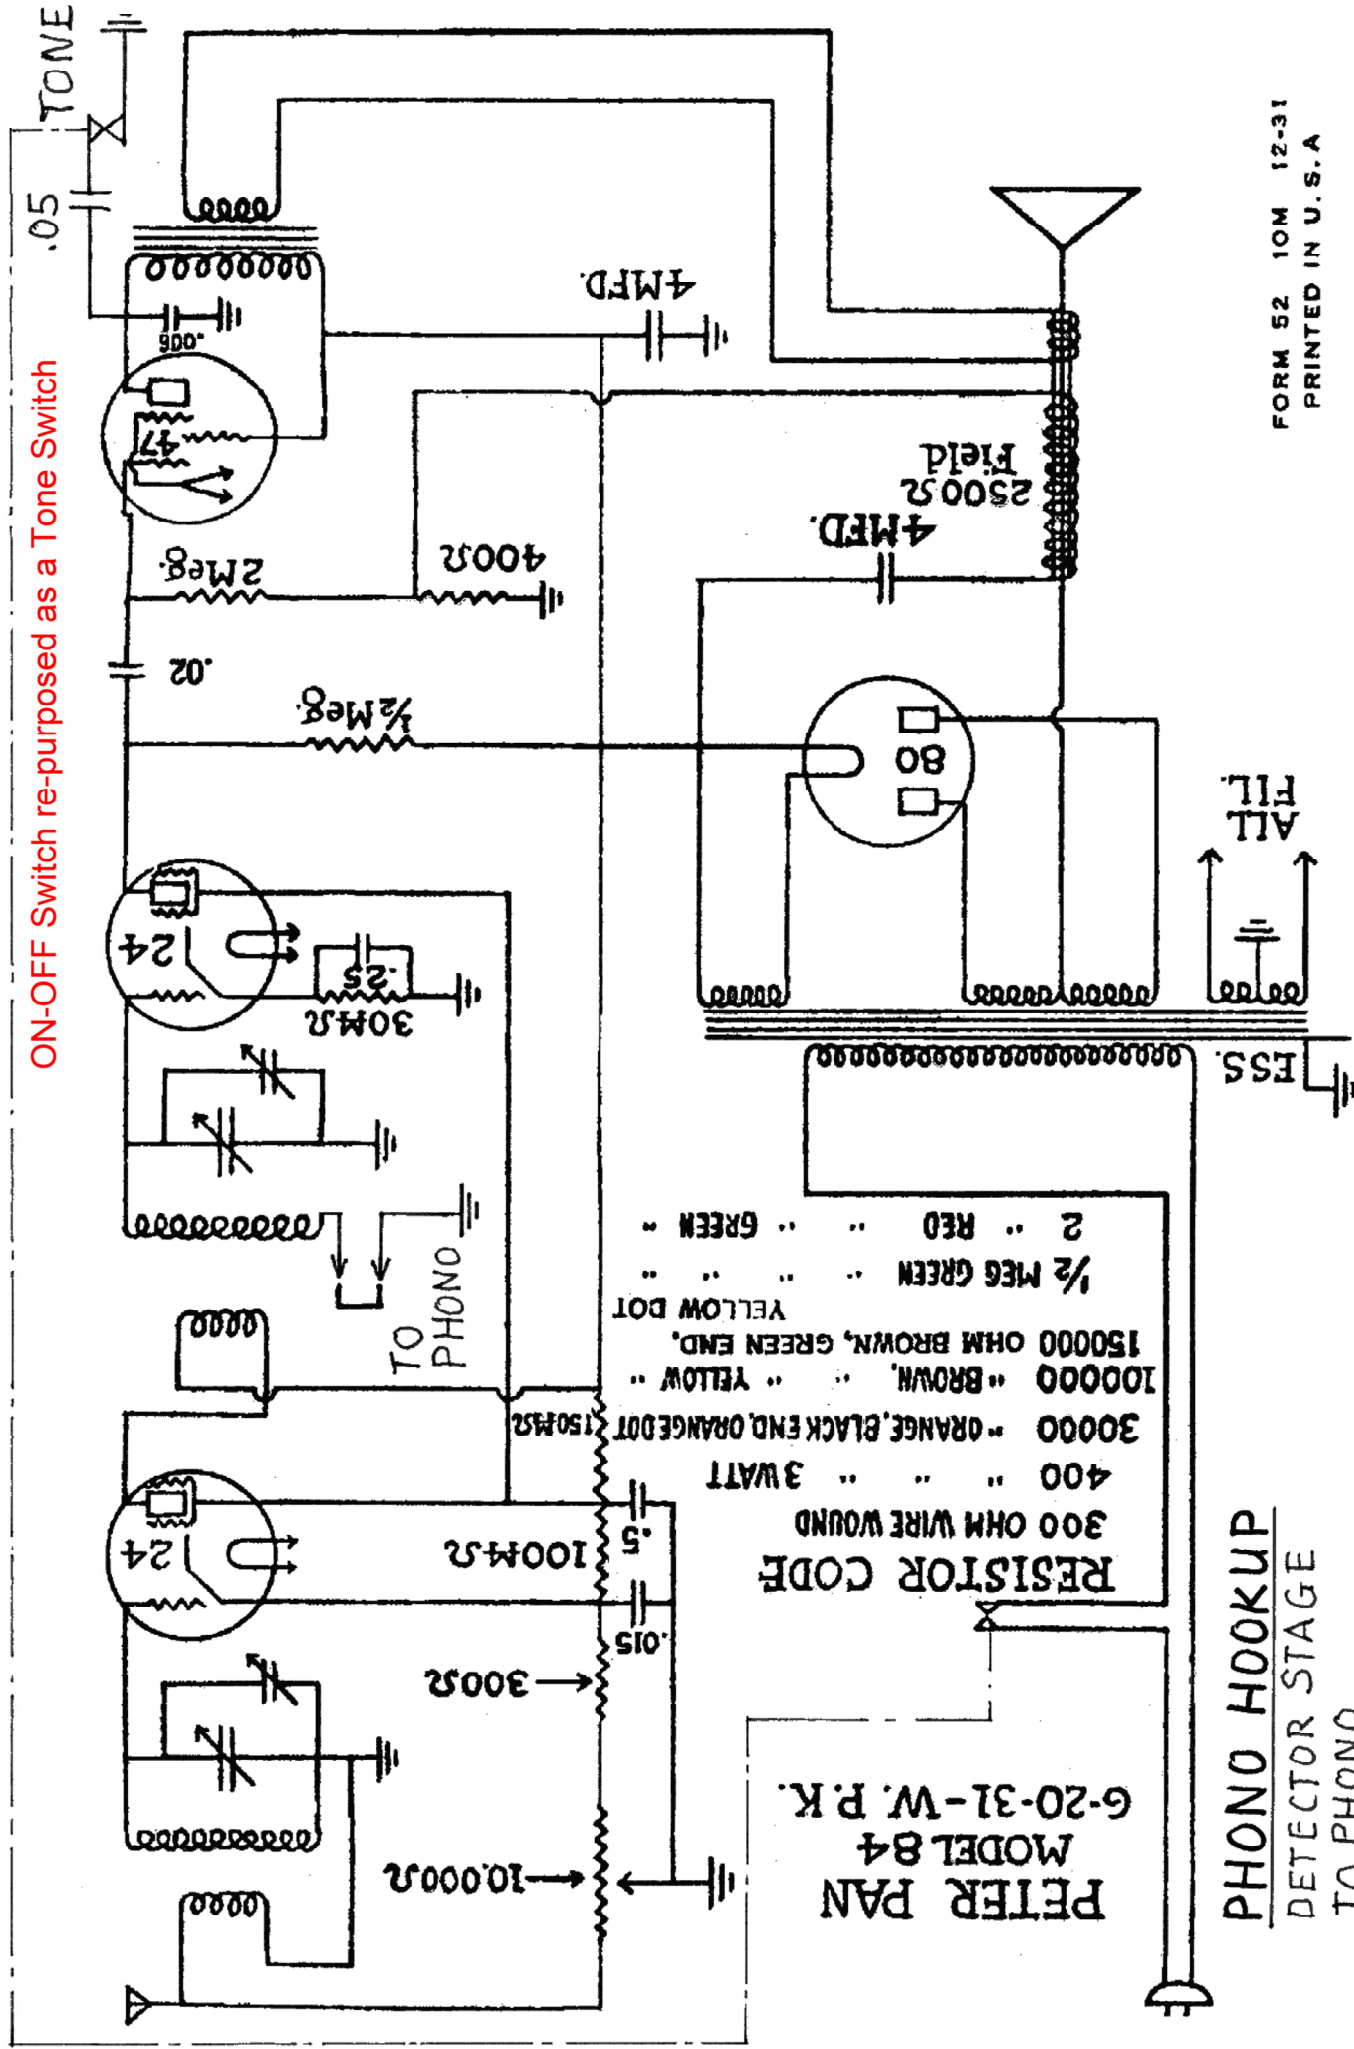 ON-OFF Switch re-purposed as a Tone Switch
TONE
.05
.006
47
4 MFD.
2 Meg.
400Ω
.02
½ Meg.
2500Ω
Field
4 MFD.
80
ALL
FIL.
24
.25
30MΩ
ESS.
TO
PHONO
150MΩ
24
100MΩ
.5
.015
300Ω
10,000Ω
RESISTOR CODE
300 OHM WIRE WOUND
400 " " " 3 WATT
30000 " ORANGE, BLACK END, ORANGE DOT
100000 " BROWN, " " YELLOW "
150000 OHM BROWN, GREEN END,
YELLOW DOT
½ MEG GREEN " " " "
2 " RED " " GREEN "
PETER PAN
MODEL 84
6-20-31-W. P. K.
PHONO HOOKUP
DETECTOR STAGE
TO PHONO
FORM 52 10M 12-31
PRINTED IN U.S.A